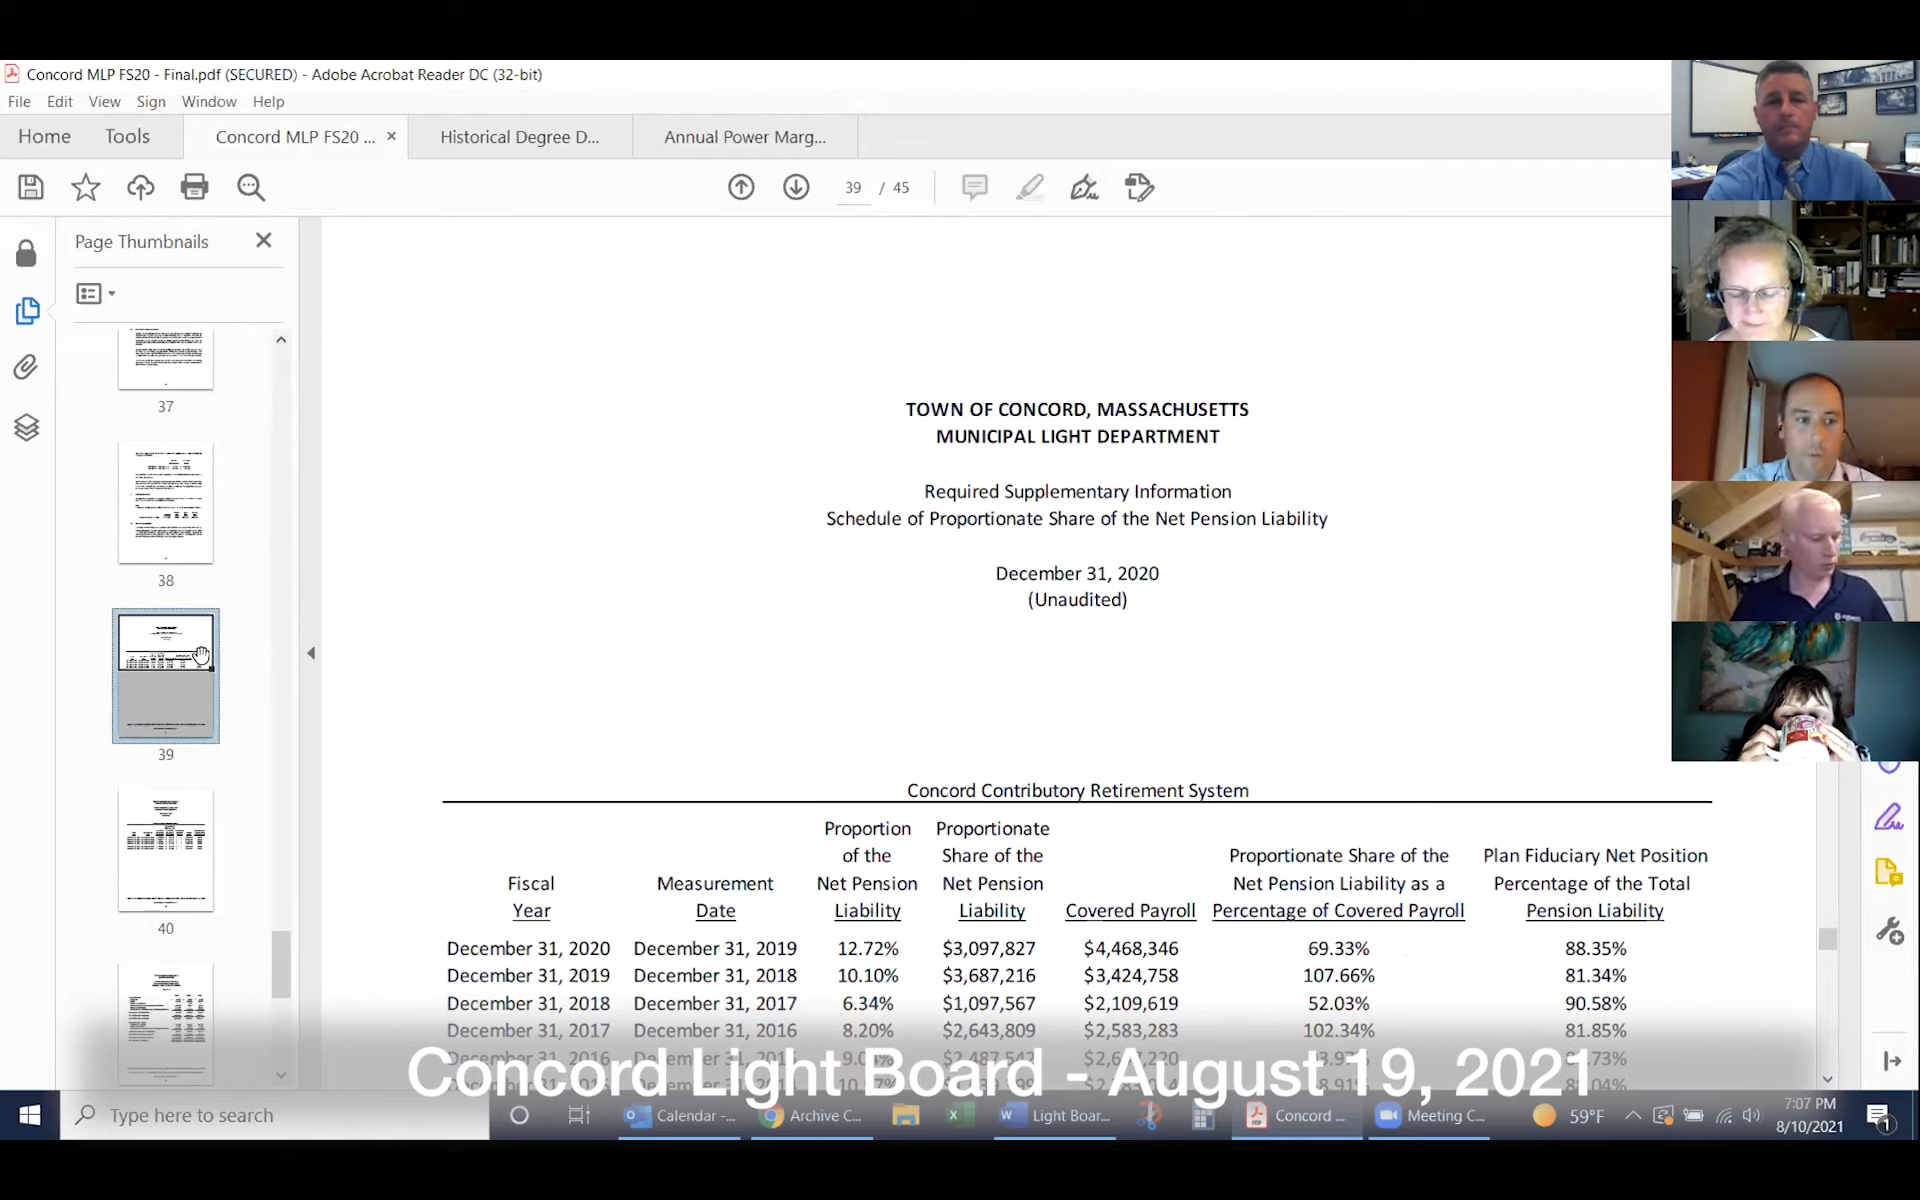 Concord MLP FS20 - Final.pdf (SECURED) - Adobe Acrobat Reader DC (32-bit)
File Edit View Sign Window Help
Home Tools Concord MLP FS20 ... × Historical Degree D... Annual Power Marg...
39 / 45
Page Thumbnails
37
38
39
40
TOWN OF CONCORD, MASSACHUSETTS
MUNICIPAL LIGHT DEPARTMENT
Required Supplementary Information
Schedule of Proportionate Share of the Net Pension Liability
December 31, 2020
(Unaudited)
Concord Contributory Retirement System
Proportion Proportionate
of the Share of the Proportionate Share of the Plan Fiduciary Net Position
Fiscal Measurement Net Pension Net Pension Net Pension Liability as a Percentage of the Total
Year Date Liability Liability Covered Payroll Percentage of Covered Payroll Pension Liability
December 31, 2020 December 31, 2019 12.72% $3,097,827 $4,468,346 69.33% 88.35%
December 31, 2019 December 31, 2018 10.10% $3,687,216 $3,424,758 107.66% 81.34%
December 31, 2018 December 31, 2017 6.34% $1,097,567 $2,109,619 52.03% 90.58%
December 31, 2017 December 31, 2016 8.20% $2,643,809 $2,583,283 102.34% 81.85%
Concord Light Board - August 19, 2021
Type here to search Calendar -... Archive C... Light Boar... Concord ... Meeting C... 59°F 7:07 PM
8/10/2021
1